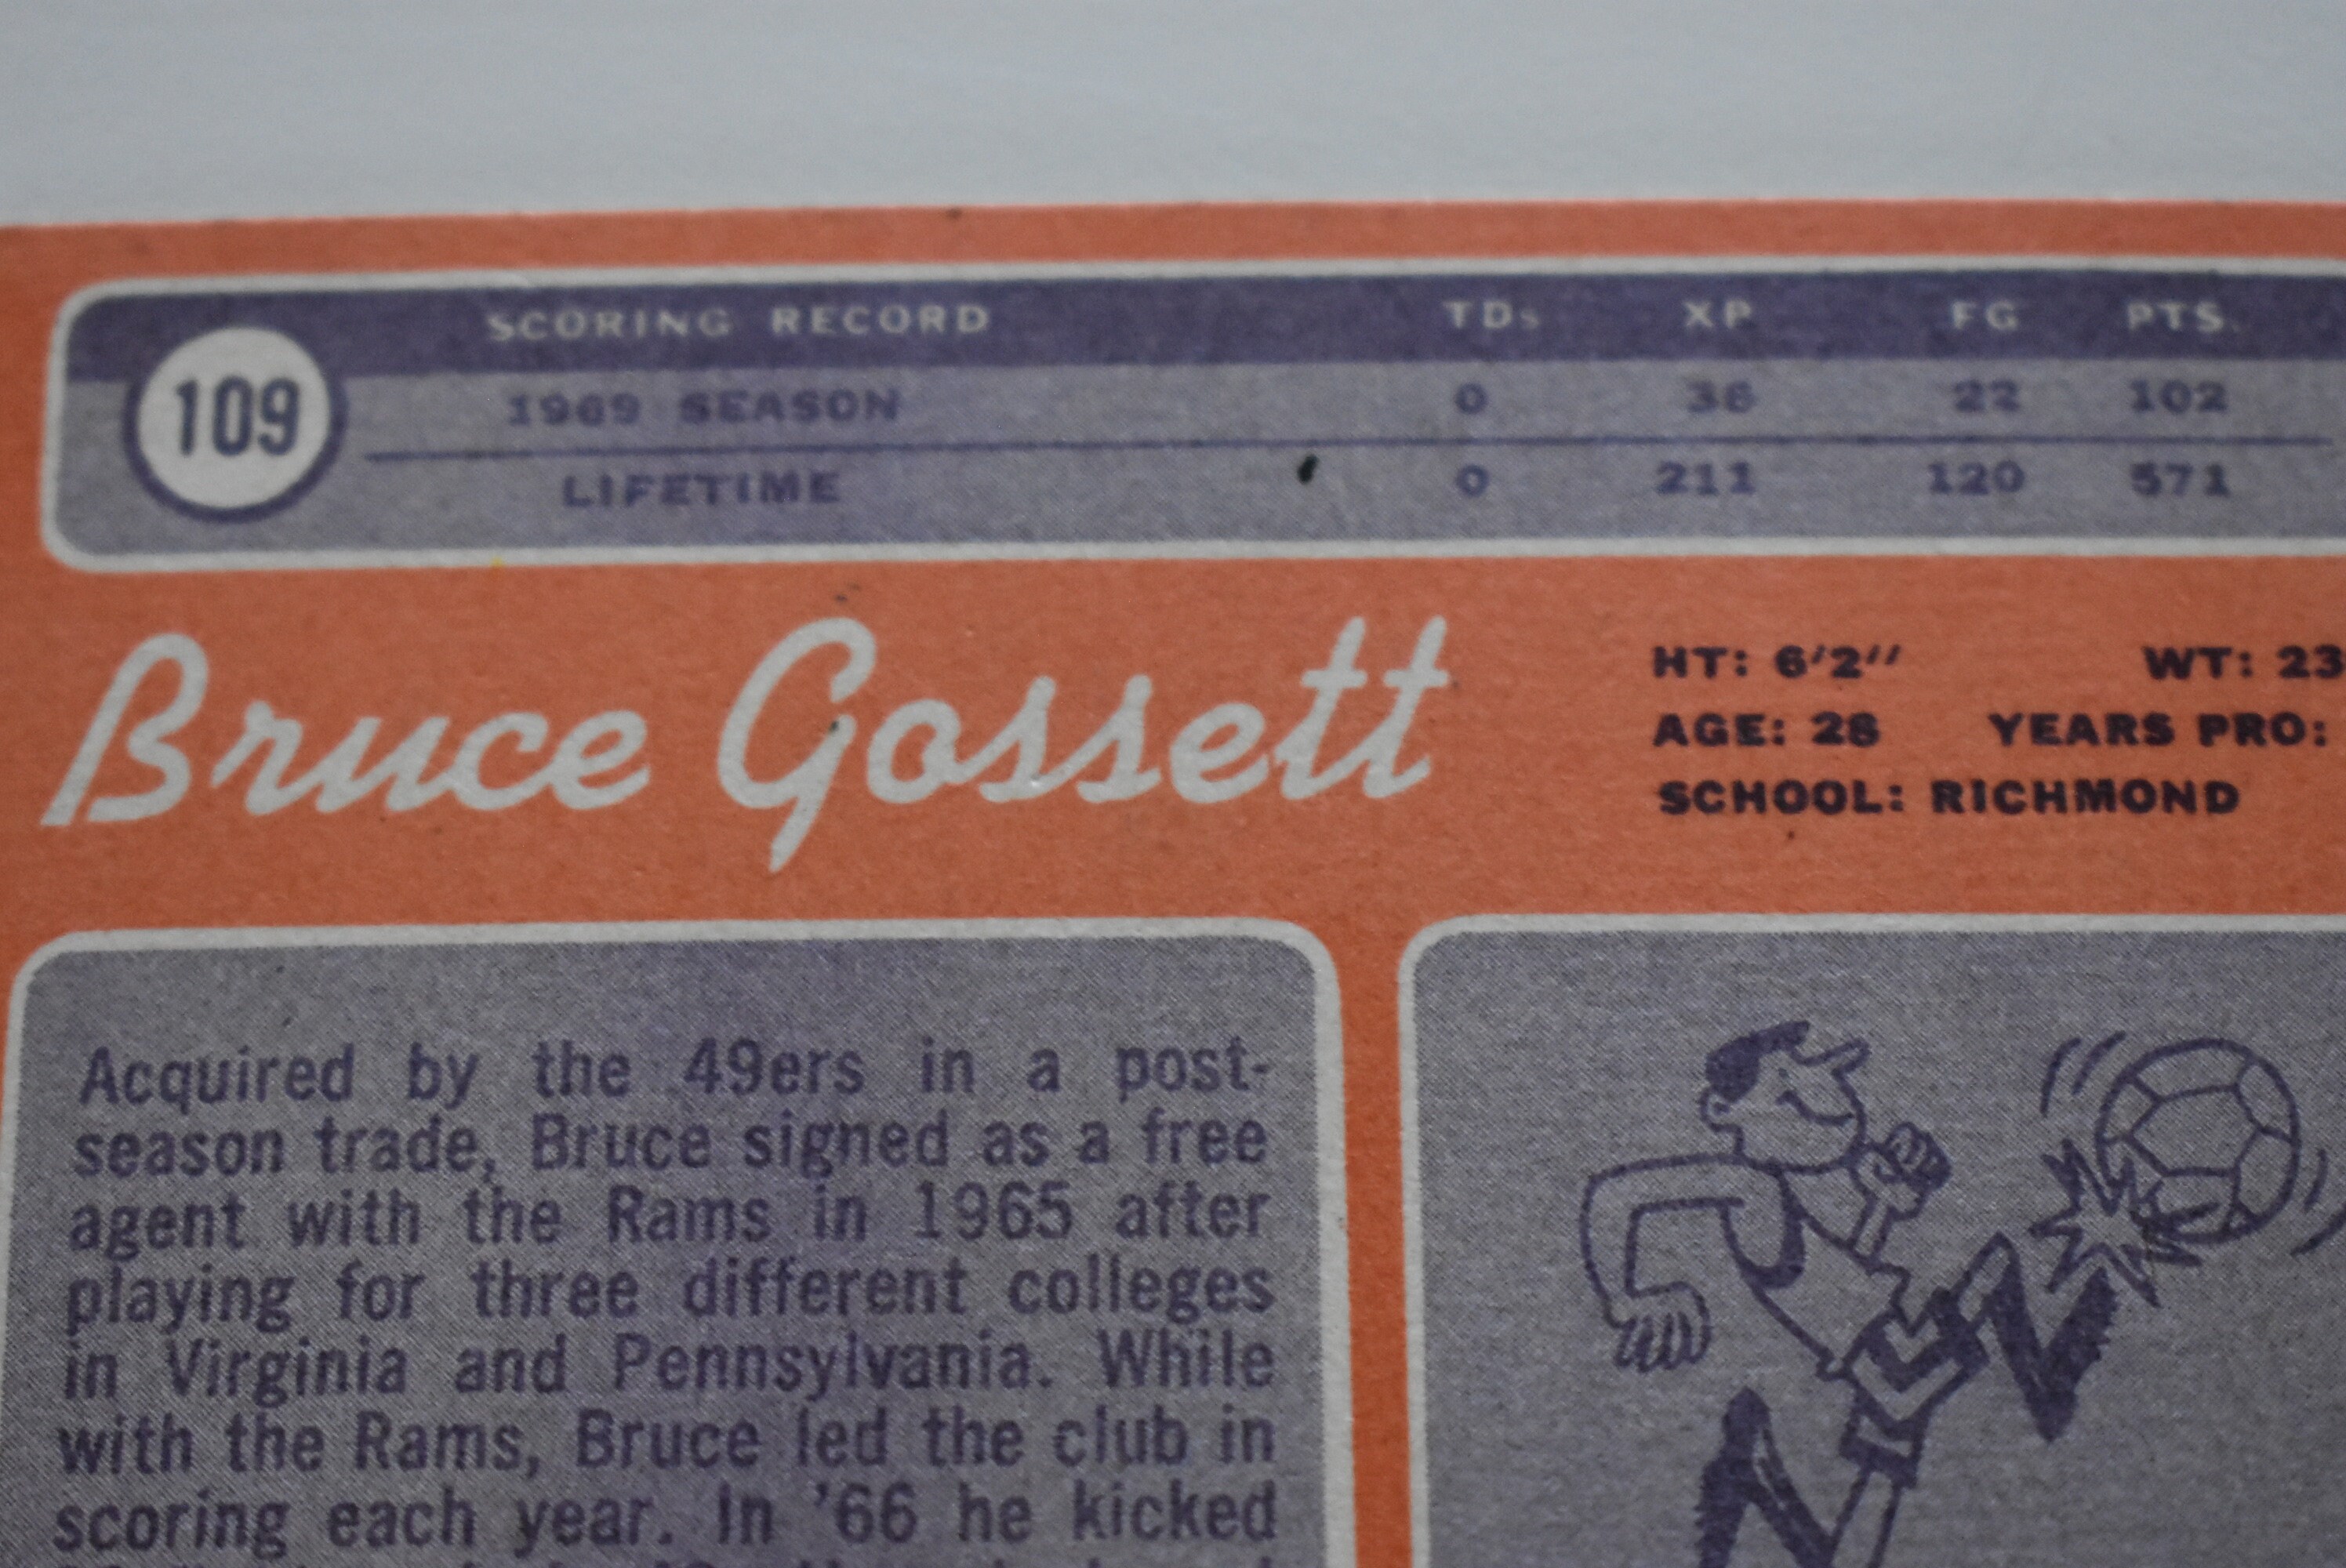 SCORING RECORD TDs XP FG PTS.
109
1969 SEASON 0 36 22 102
LIFETIME 0 211 120 571
Bruce Gossett
HT: 6'2" WT: 23
AGE: 28 YEARS PRO:
SCHOOL: RICHMOND
Acquired by the 49ers in a post-
season trade, Bruce signed as a free
agent with the Rams in 1965 after
playing for three different colleges
in Virginia and Pennsylvania. While
with the Rams, Bruce led the club in
scoring each year. In '66 he kicked